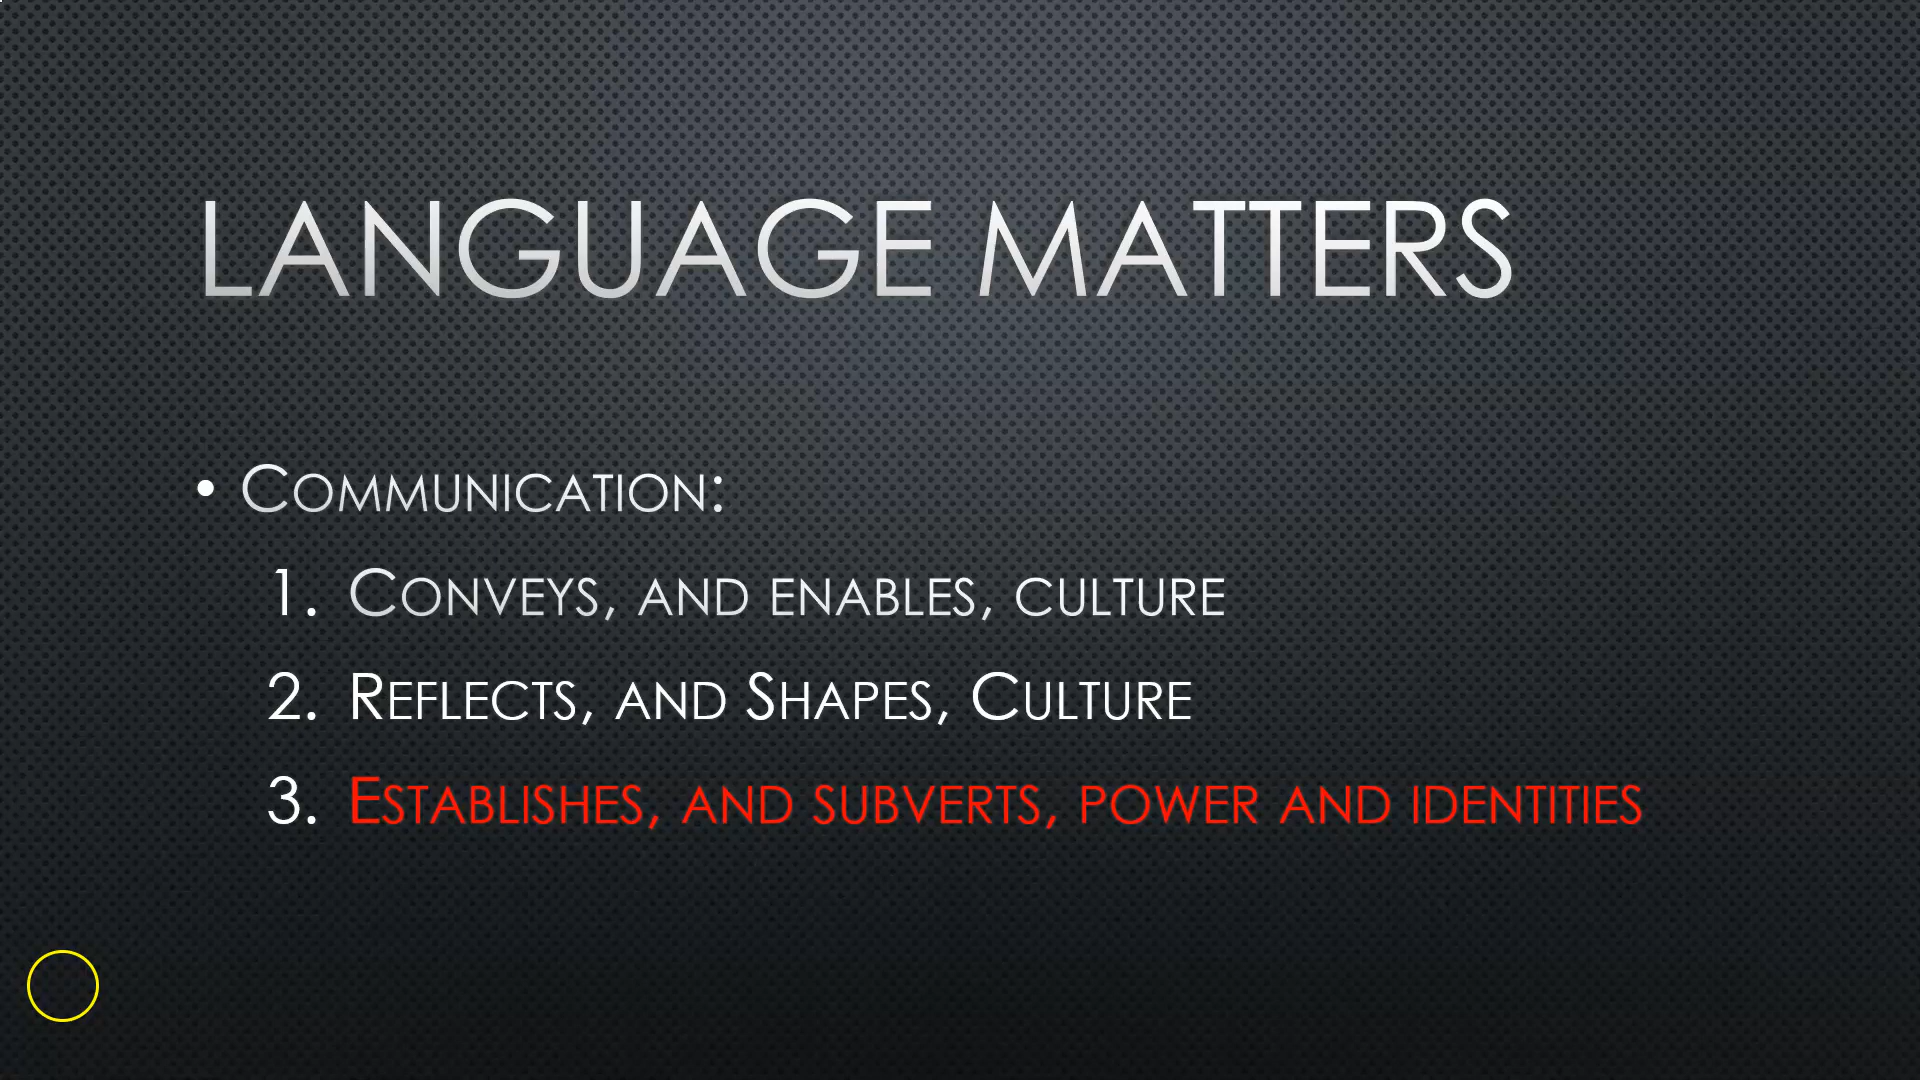 LANGUAGE MATTERS
• Communication:
1. Conveys, and enables, culture
2. Reflects, and Shapes, Culture
3. Establishes, and subverts, power and identities